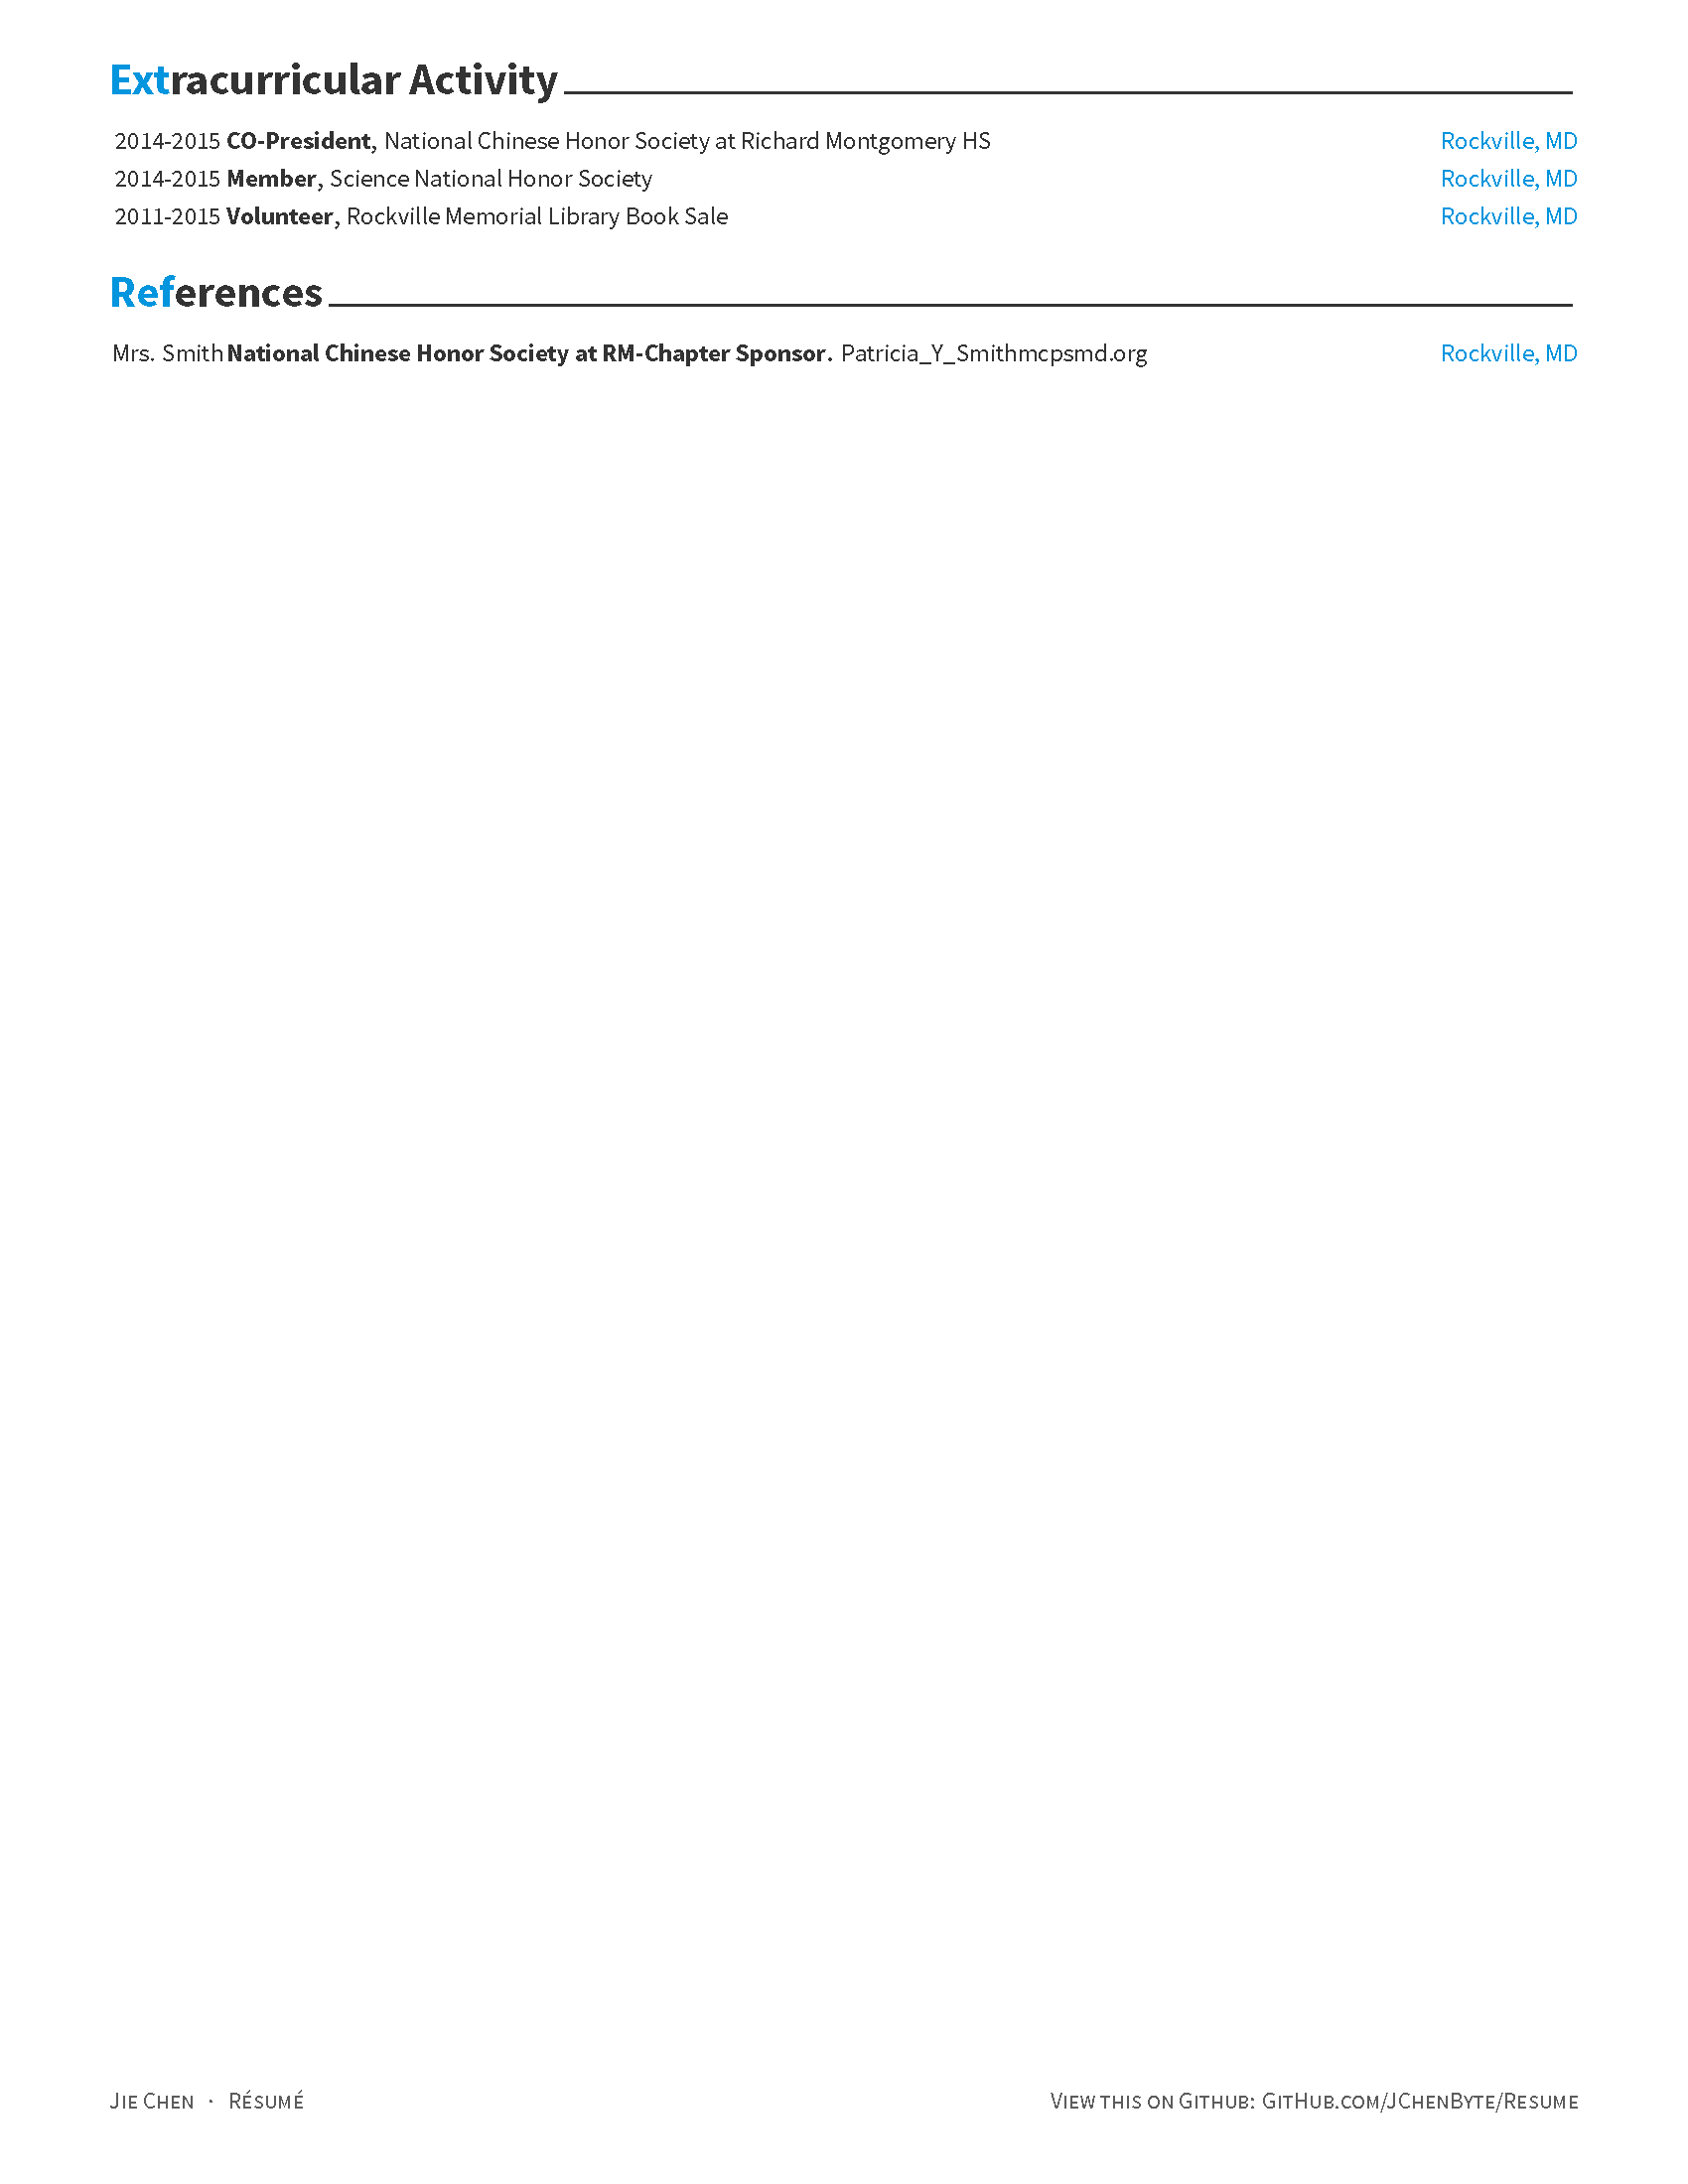 Extracurricular Activity
2014-2015 CO-President, National Chinese Honor Society at Richard Montgomery HS Rockville, MD
2014-2015 Member, Science National Honor Society Rockville, MD
2011-2015 Volunteer, Rockville Memorial Library Book Sale Rockville, MD
References
Mrs. Smith National Chinese Honor Society at RM-Chapter Sponsor. Patricia_Y_Smithmcpsmd.org Rockville, MD
Jie Chen · Résumé View this on Github: GitHub.com/JChenByte/Resume